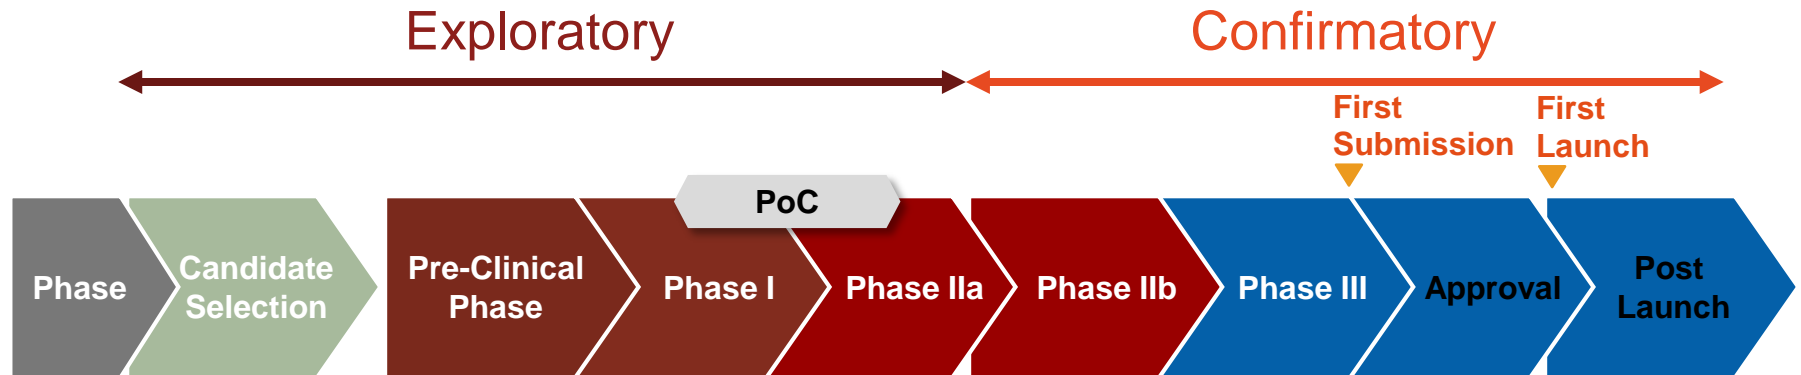 Exploratory
Confirmatory
First
Submission
First
Launch
PoC
Phase
Candidate
Selection
Pre-Clinical
Phase
Phase I
Phase IIa
Phase IIb
Phase III
Approval
Post
Launch